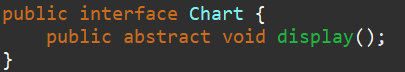 public interface Chart {
    public abstract void display();
}